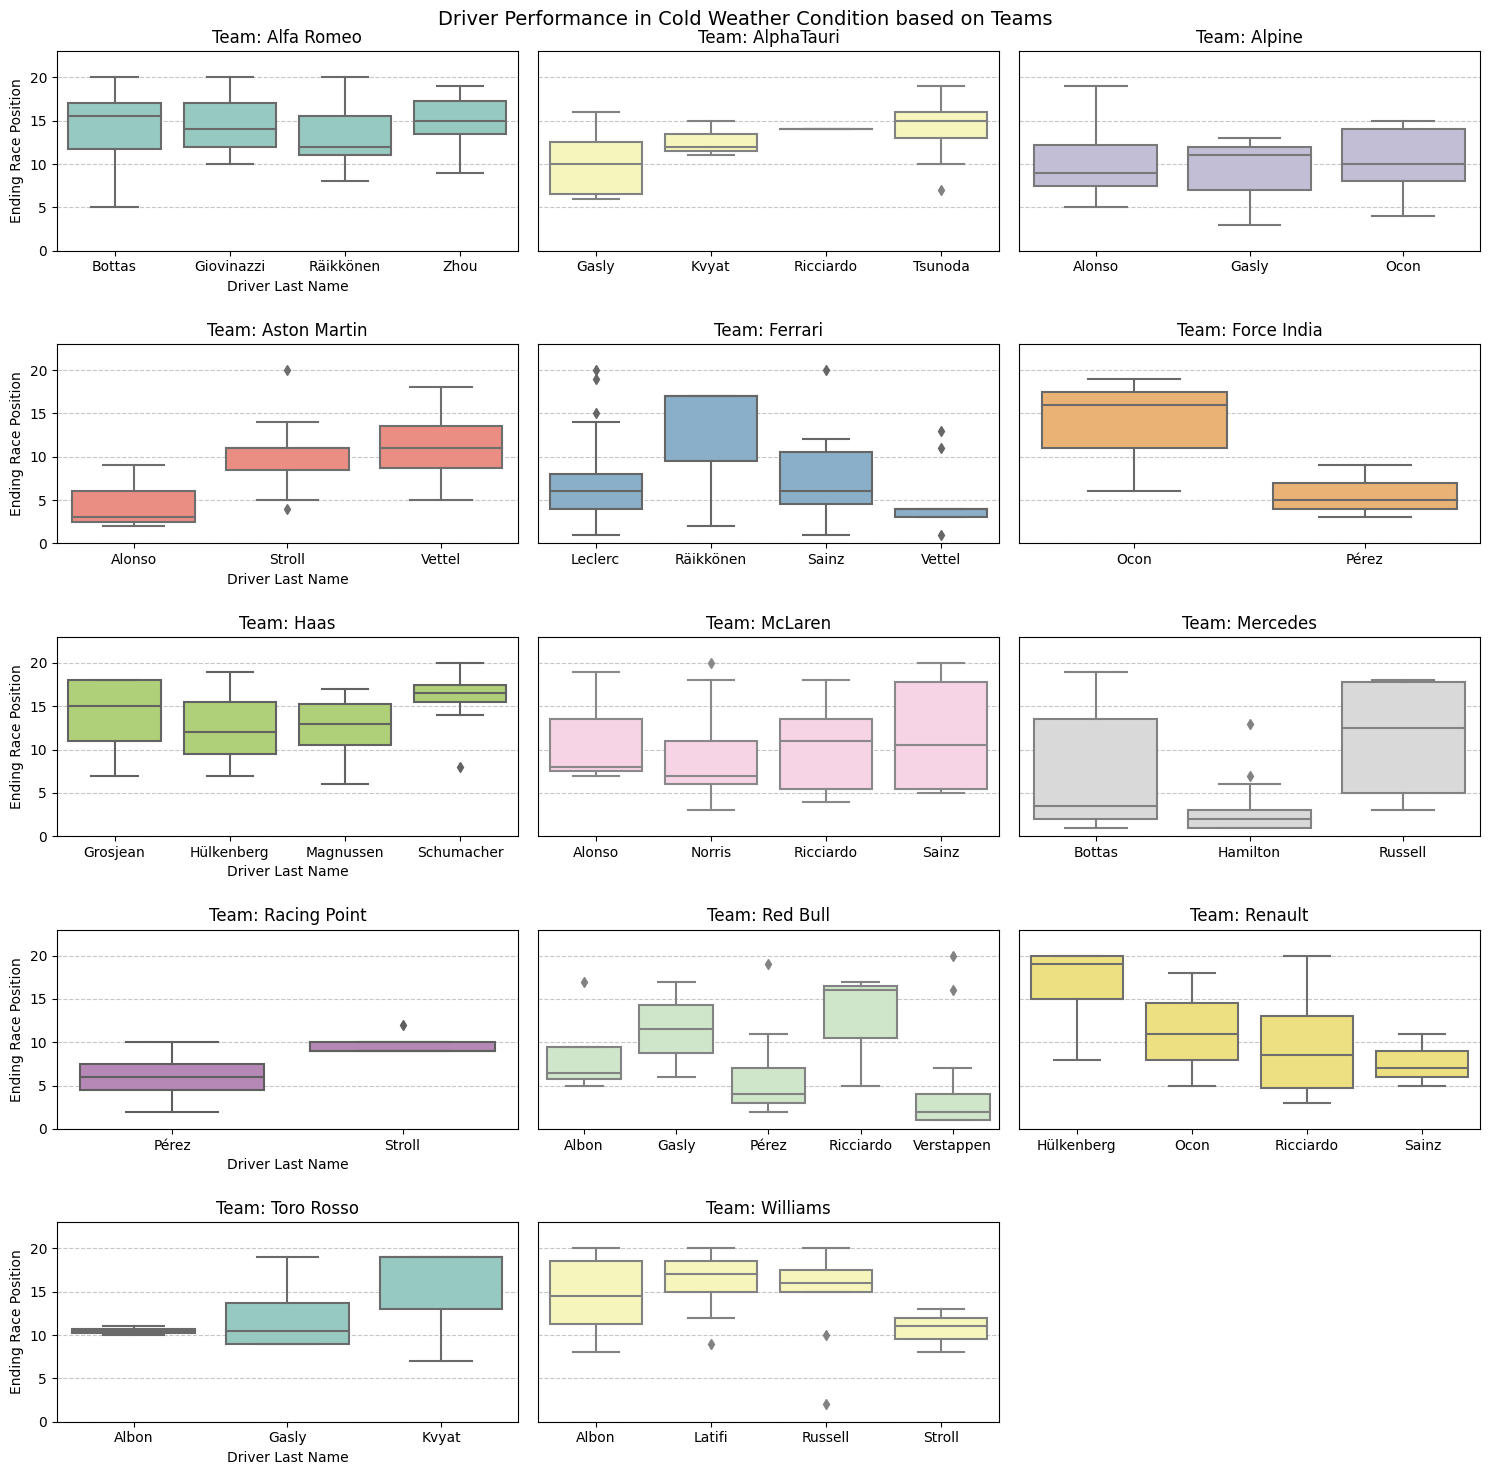 Driver Performance in Cold Weather Condition based on Teams
Team: Alfa Romeo
Team: AlphaTauri
Team: Alpine
Ending Race Position
20
15
10
5
0
Bottas Giovinazzi Räikkönen Zhou
Gasly Kvyat Ricciardo Tsunoda
Alonso Gasly Ocon
Driver Last Name
Team: Aston Martin
Team: Ferrari
Team: Force India
Ending Race Position
20
15
10
5
0
Alonso Stroll Vettel
Leclerc Räikkönen Sainz Vettel
Ocon Pérez
Driver Last Name
Team: Haas
Team: McLaren
Team: Mercedes
Ending Race Position
20
15
10
5
0
Grosjean Hülkenberg Magnussen Schumacher
Alonso Norris Ricciardo Sainz
Bottas Hamilton Russell
Driver Last Name
Team: Racing Point
Team: Red Bull
Team: Renault
Ending Race Position
20
15
10
5
0
Pérez Stroll
Albon Gasly Pérez Ricciardo Verstappen
Hülkenberg Ocon Ricciardo Sainz
Driver Last Name
Team: Toro Rosso
Team: Williams
Ending Race Position
20
15
10
5
0
Albon Gasly Kvyat
Albon Latifi Russell Stroll
Driver Last Name